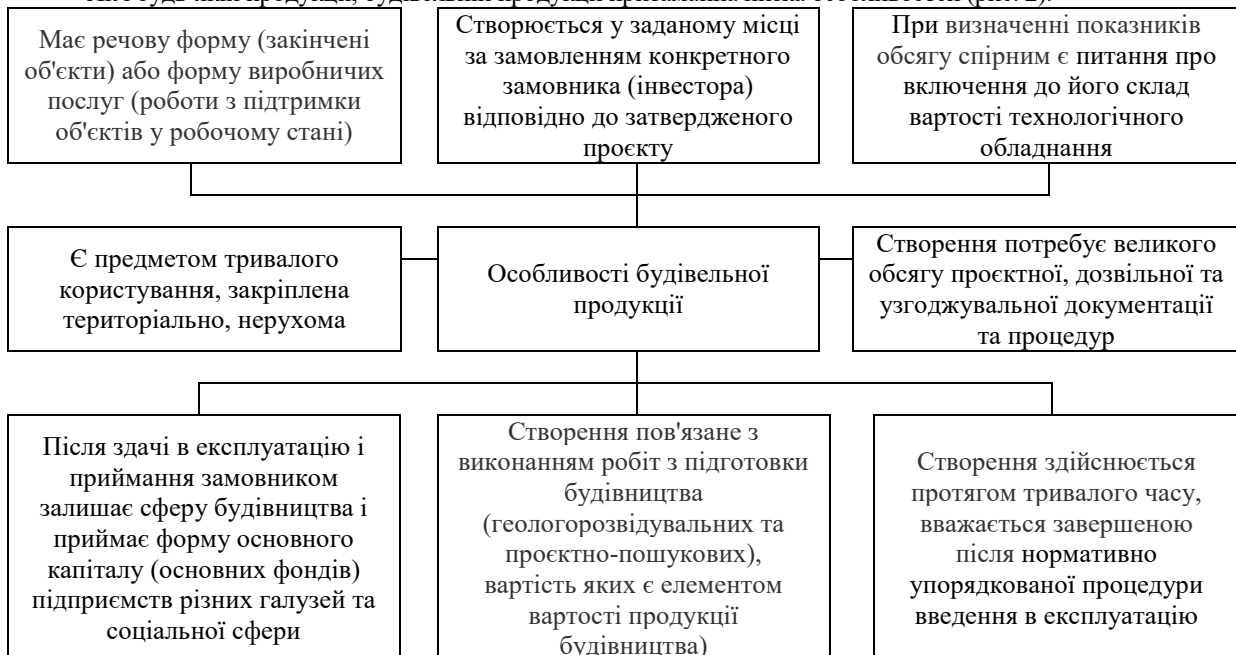 Має речову форму (закінчені
об'єкти) або форму виробничих
послуг (роботи з підтримки
об'єктів у робочому стані)
Створюється у заданому місці
за замовленням конкретного
замовника (інвестора)
відповідно до затвердженого
проєкту
При визначенні показників
обсягу спірним є питання про
включення до його склад
вартості технологічного
обладнання
Є предметом тривалого
користування, закріплена
територіально, нерухома
Особливості будівельної
продукції
Створення потребує великого
обсягу проєктної, дозвільної та
узгоджувальної документації
та процедур
Після здачі в експлуатацію і
приймання замовником
залишає сферу будівництва і
приймає форму основного
капіталу (основних фондів)
підприємств різних галузей та
соціальної сфери
Створення пов'язане з
виконанням робіт з підготовки
будівництва
(геологорозвідувальних та
проєктно-пошукових),
вартість яких є елементом
вартості продукції
будівництва)
Створення здійснюється
протягом тривалого часу,
вважається завершеною
після нормативно
упорядкованої процедури
введення в експлуатацію